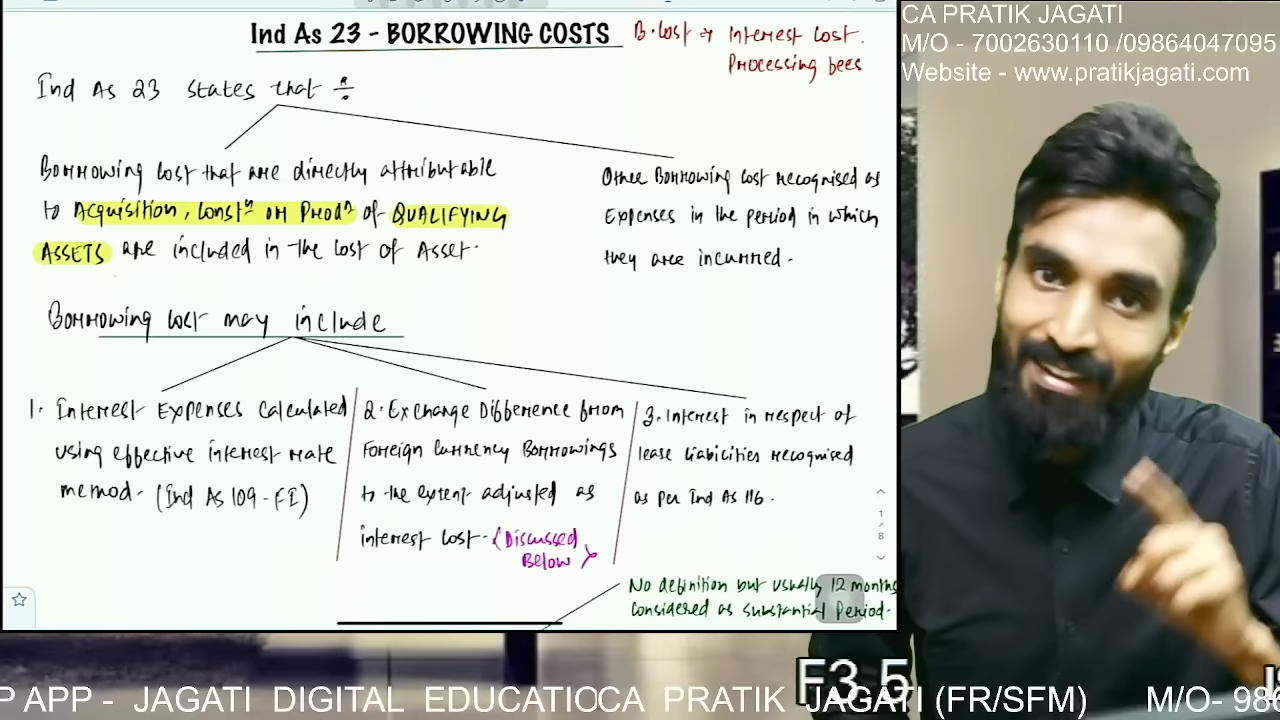 Ind As 23 - BORROWING COSTS
B.Cost → Interest Cost.
Processing fees
Ind As 23 states that ÷
Borrowing Cost that are directly attributable
to Acquisition, Constⁿ or Prodⁿ of QUALIFYING
ASSETS are included in the cost of Asset.
Other Borrowing Cost recognised as
Expenses in the period in which
they are incurred.
Borrowing Cost may include
1. Interest Expenses Calculated
using effective interest rate
method. (Ind As 109 - FI)
2. Exchange Difference from
Foreign Currency Borrowings
to the extent adjusted as
interest Cost. (Discussed
Below)
3. Interest in respect of
lease liabilities recognised
as per Ind As 116.
1/8
No definition but usually 12 months
Considered as substantial Period.
CA PRATIK JAGATI
M/O - 7002630110 /09864047095
Website - www.pratikjagati.com
F3.5
P APP - JAGATI DIGITAL EDUCATIOCA PRATIK JAGATI (FR/SFM) M/O- 98